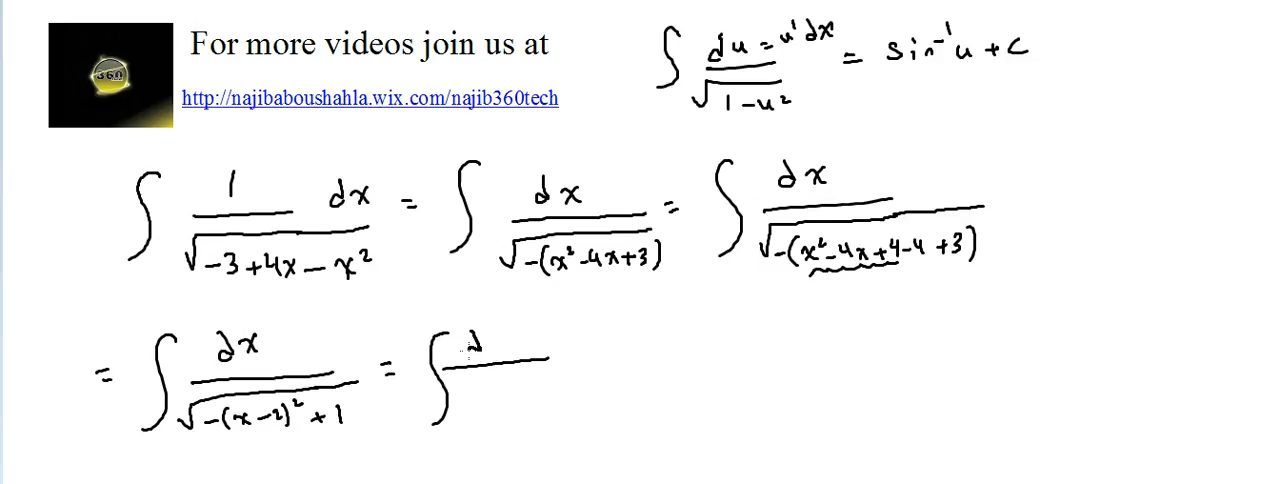 For more videos join us at
http://najibaboushahla.wix.com/najib360tech
360
∫ du = u' dx / √(1 - u²) = sin⁻¹ u + c
∫ 1 / √(-3 + 4x - x²) dx = ∫ dx / √(-(x² - 4x + 3)) = ∫ dx / √(-(x² - 4x + 4 - 4 + 3))
= ∫ dx / √(-(x - 2)² + 1) = ∫ d